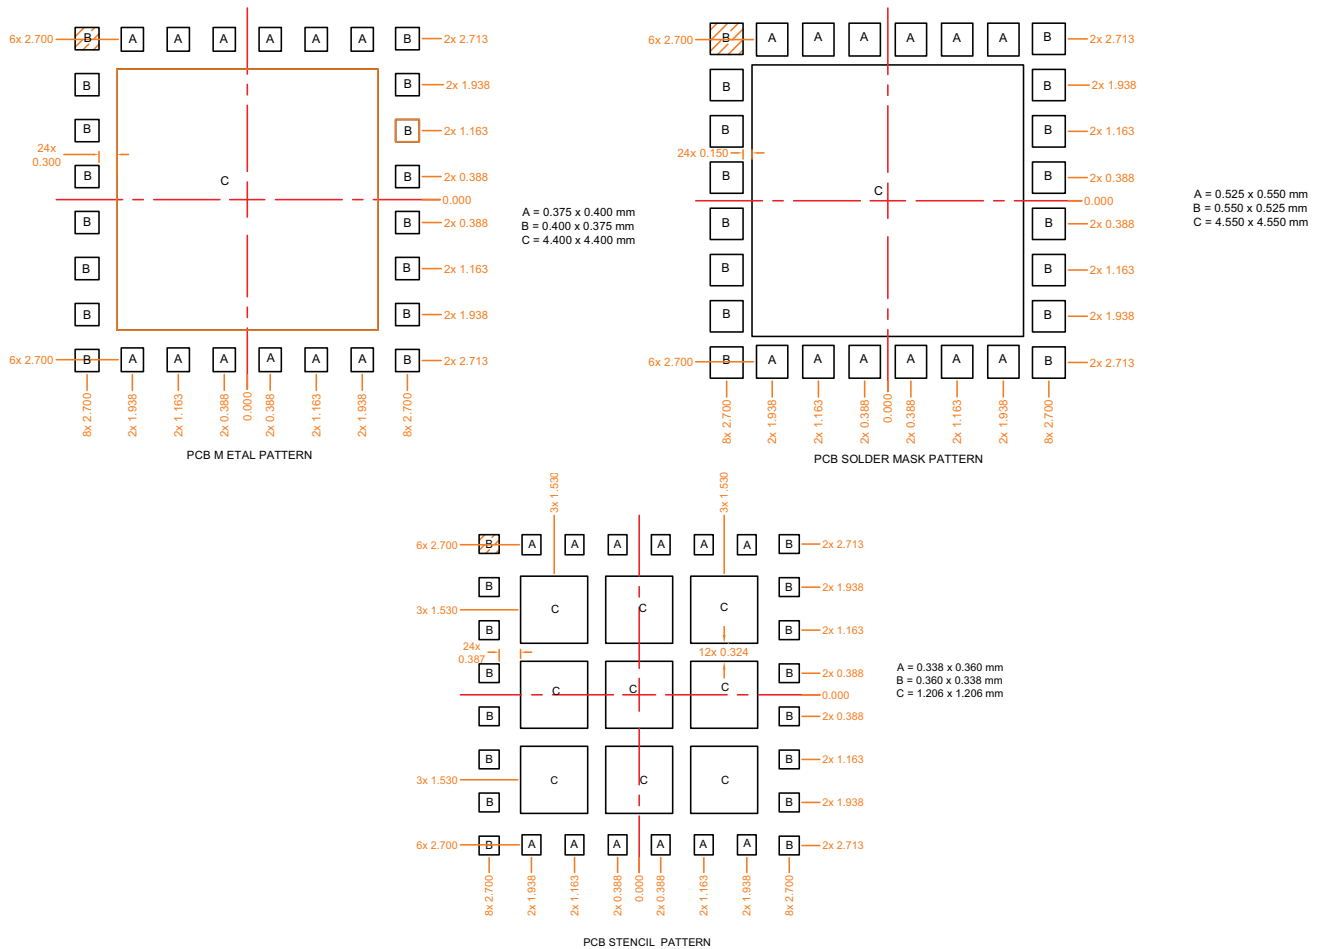 6x 2.700 B A A A A A A B 2x 2.713
B B 2x 1.938
B B 2x 1.163
24x
0.300
B C B 2x 0.388
0.000
B B 2x 0.388
B B 2x 1.163
B B 2x 1.938
6x 2.700 B A A A A A A B 2x 2.713
8x 2.700 2x 1.938 2x 1.163 2x 0.388 0.000 2x 0.388 2x 1.163 2x 1.938 8x 2.700
A = 0.375 x 0.400 mm
B = 0.400 x 0.375 mm
C = 4.400 x 4.400 mm
PCB M ETAL PATTERN
6x 2.700 B A A A A A A B 2x 2.713
B B 2x 1.938
B B 2x 1.163
24x 0.150
B C B 2x 0.388
0.000
B B 2x 0.388
B B 2x 1.163
B B 2x 1.938
6x 2.700 B A A A A A A B 2x 2.713
8x 2.700 2x 1.938 2x 1.163 2x 0.388 0.000 2x 0.388 2x 1.163 2x 1.938 8x 2.700
A = 0.525 x 0.550 mm
B = 0.550 x 0.525 mm
C = 4.550 x 4.550 mm
PCB SOLDER MASK PATTERN
3x 1.530 3x 1.530
6x 2.700 B A A A A A A B 2x 2.713
B B 2x 1.938
3x 1.530 C C C
B B 2x 1.163
24x
0.387
12x 0.324
B C C C B 2x 0.388
0.000
B B 2x 0.388
B B 2x 1.163
3x 1.530 C C C
B B 2x 1.938
6x 2.700 B A A A A A A B 2x 2.713
8x 2.700 2x 1.938 2x 1.163 2x 0.388 0.000 2x 0.388 2x 1.163 2x 1.938 8x 2.700
A = 0.338 x 0.360 mm
B = 0.360 x 0.338 mm
C = 1.206 x 1.206 mm
PCB STENCIL PATTERN